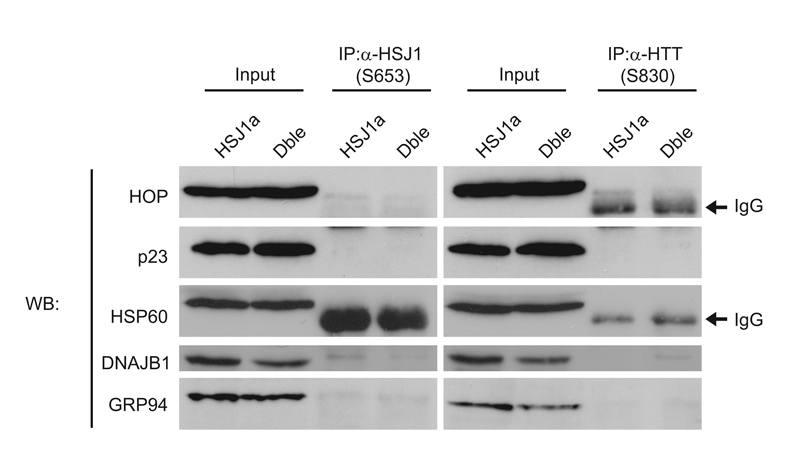 IP:α-HSJ1
(S653)
IP:α-HTT
(S830)
Input
Input
HSJ1a
Dble
HSJ1a
Dble
HSJ1a
Dble
HSJ1a
Dble
HOP
IgG
p23
WB:
HSP60
IgG
DNAJB1
GRP94